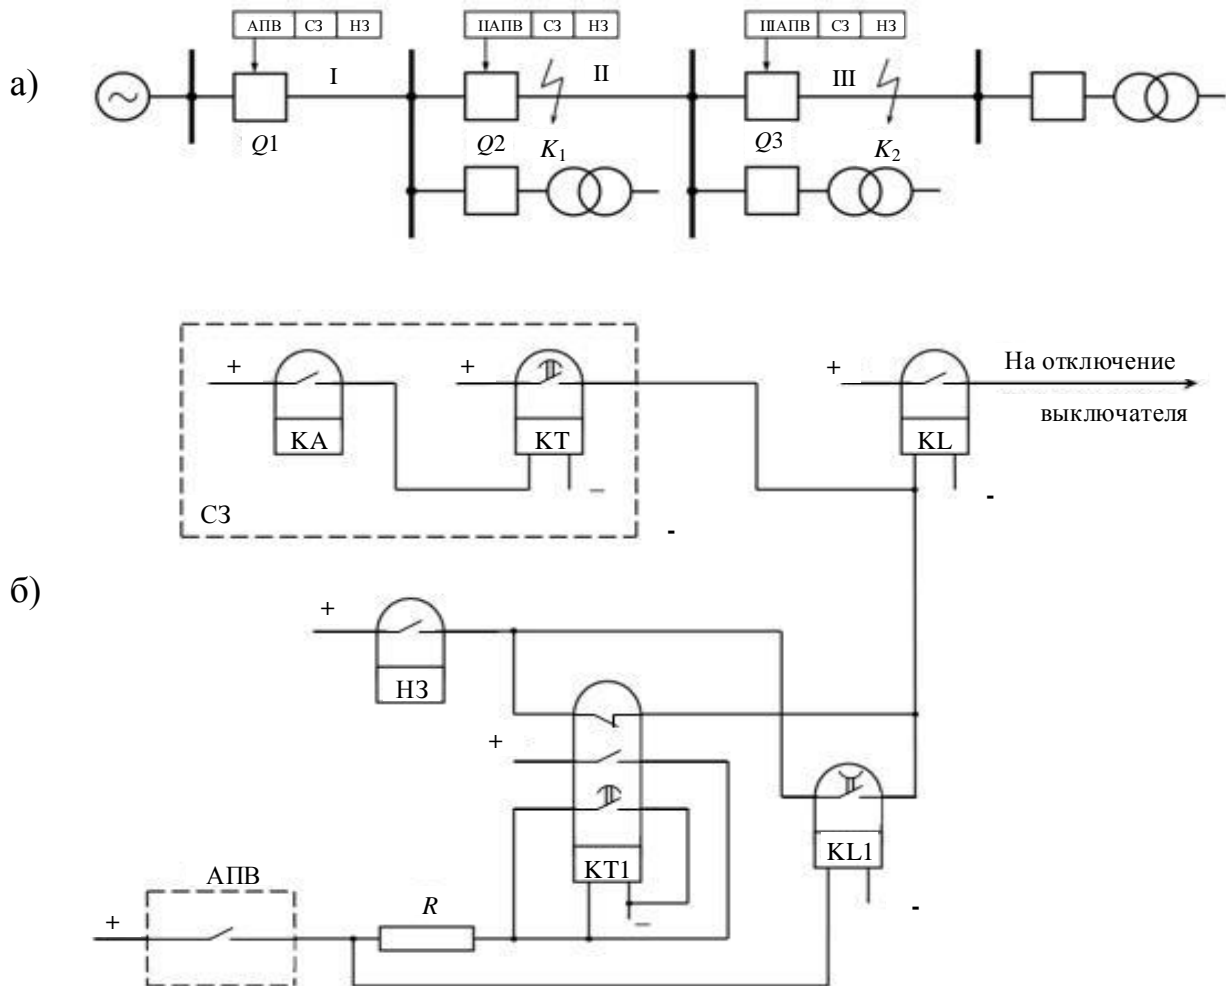 АПВ СЗ НЗ
IIАПВ СЗ НЗ
IIIАПВ СЗ НЗ
а)
I
II
III
Q1
Q2
K1
Q3
K2
+
+
+
На отключение
выключателя
KA
KT
KL
–
-
СЗ
-
б)
+
НЗ
+
KT1
KL1
АПВ
+
R
–
-